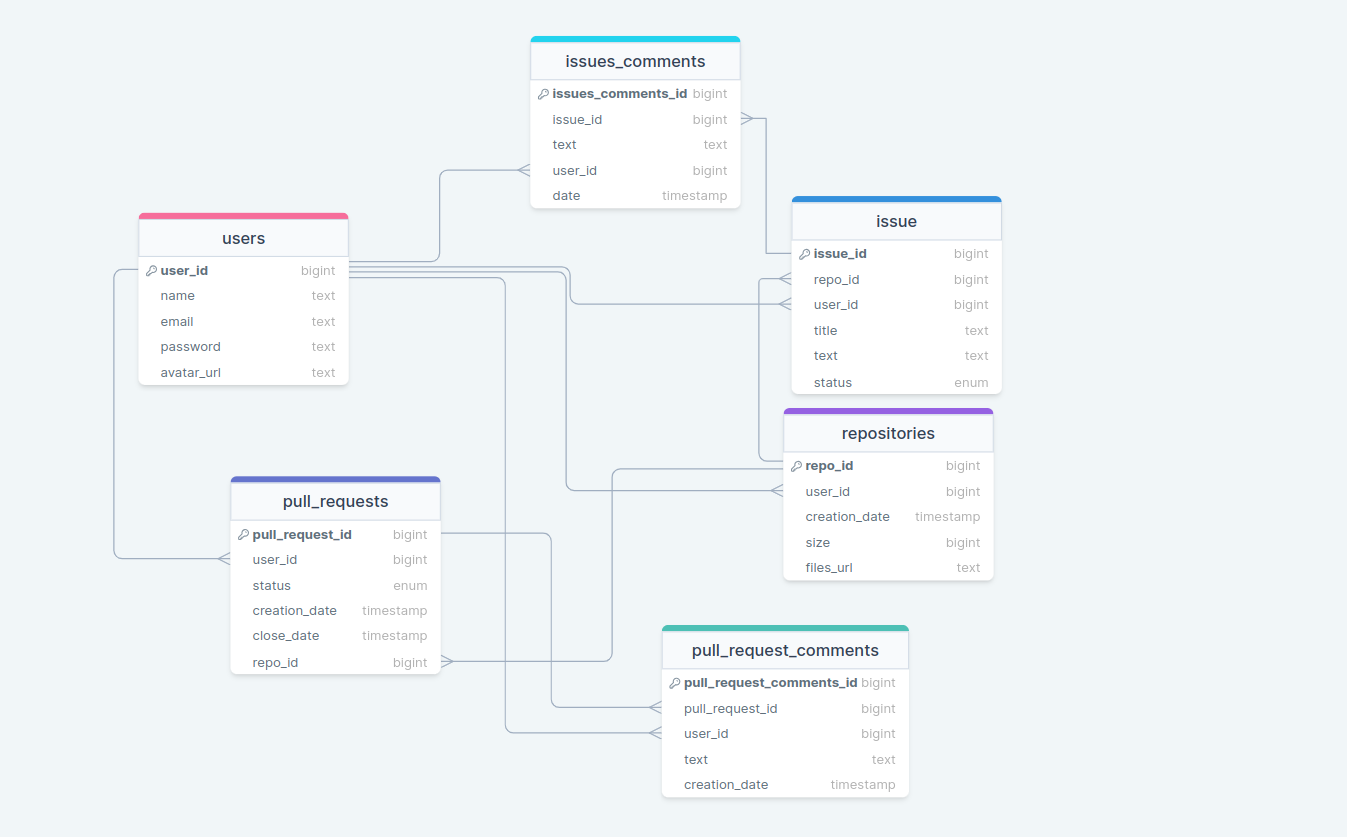 issues_comments
issues_comments_id bigint
issue_id bigint
text text
user_id bigint
date timestamp
issue
issue_id bigint
repo_id bigint
user_id bigint
title text
text text
status enum
users
user_id bigint
name text
email text
password text
avatar_url text
repositories
repo_id bigint
user_id bigint
creation_date timestamp
size bigint
files_url text
pull_requests
pull_request_id bigint
user_id bigint
status enum
creation_date timestamp
close_date timestamp
repo_id bigint
pull_request_comments
pull_request_comments_id bigint
pull_request_id bigint
user_id bigint
text text
creation_date timestamp